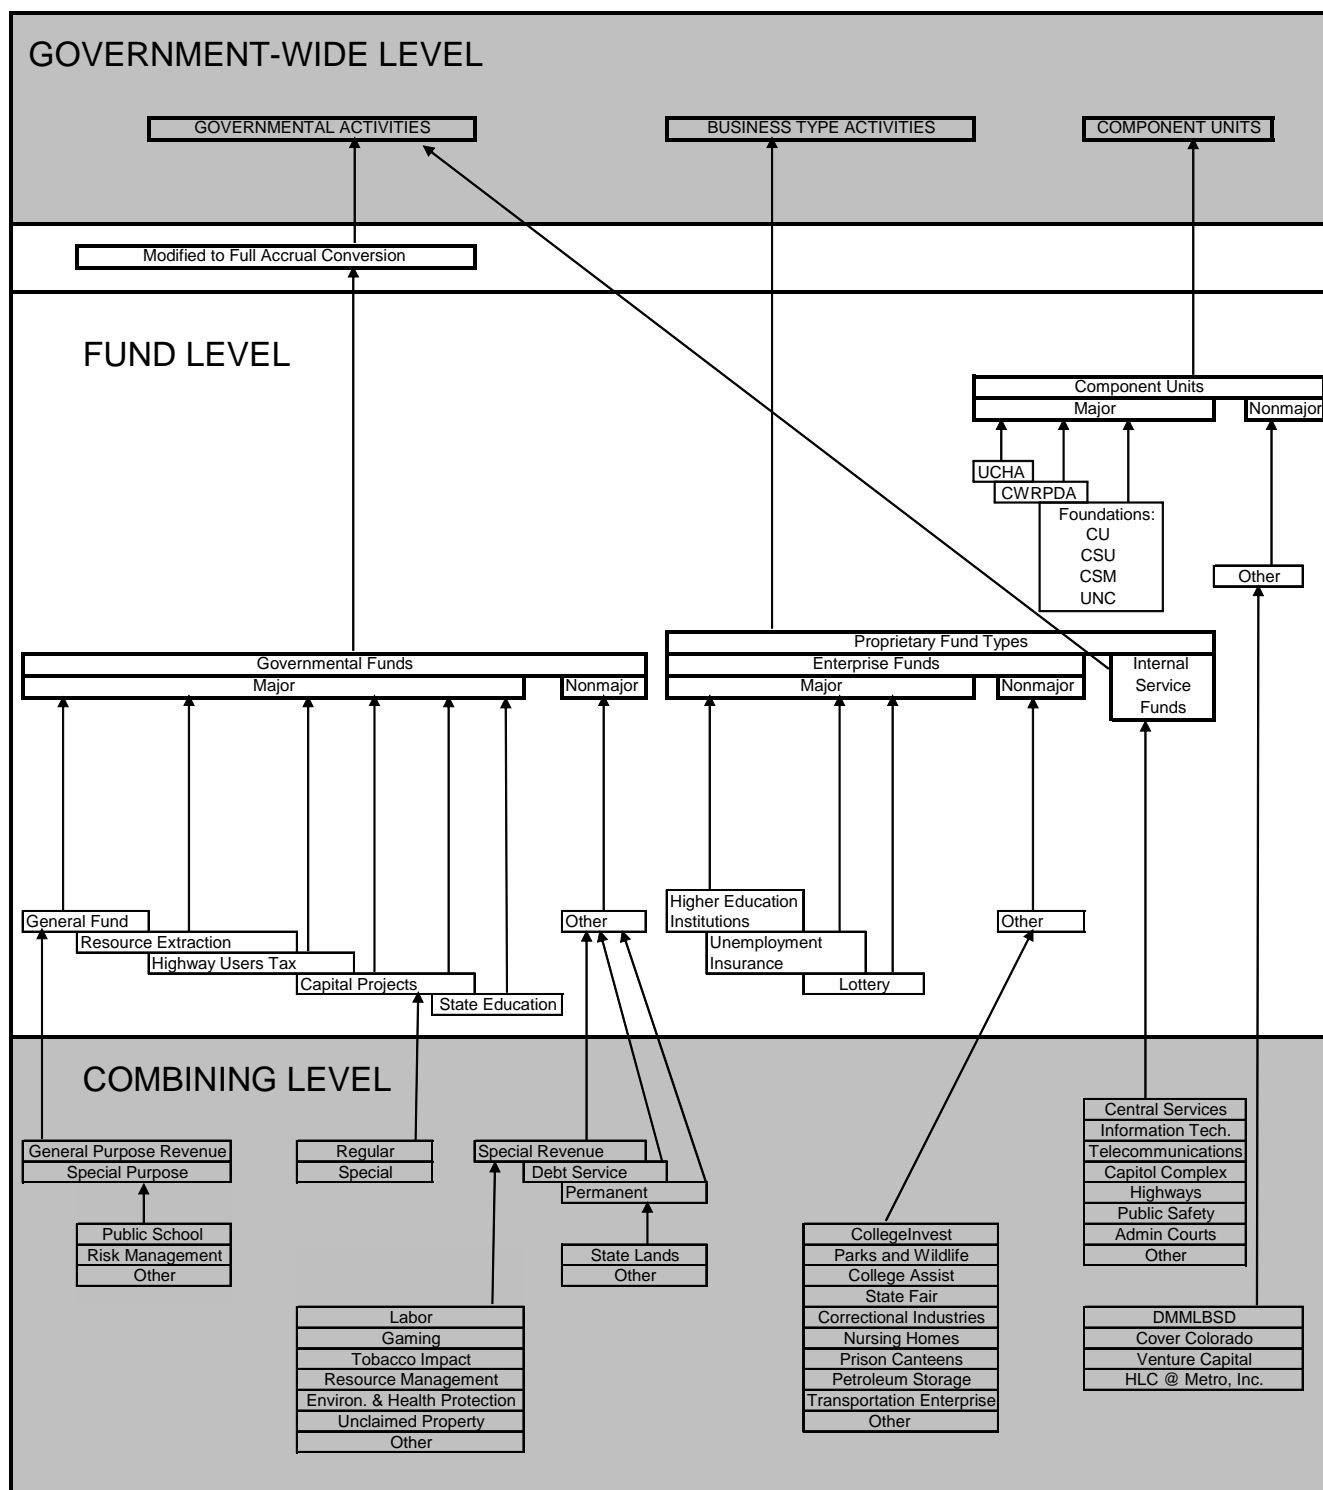 GOVERNMENT-WIDE LEVEL
GOVERNMENTAL ACTIVITIES
BUSINESS TYPE ACTIVITIES
COMPONENT UNITS
Modified to Full Accrual Conversion
FUND LEVEL
Component Units
Major
Nonmajor
UCHA
CWRPDA
Foundations:
CU
CSU
CSM
UNC
Other
Proprietary Fund Types
Governmental Funds
Major
Nonmajor
Enterprise Funds
Major
Nonmajor
Internal
Service
Funds
General Fund
Resource Extraction
Highway Users Tax
Capital Projects
State Education
Other
Higher Education
Institutions
Unemployment
Insurance
Lottery
Other
COMBINING LEVEL
General Purpose Revenue
Special Purpose
Public School
Risk Management
Other
Regular
Special
Special Revenue
Debt Service
Permanent
State Lands
Other
Labor
Gaming
Tobacco Impact
Resource Management
Environ. & Health Protection
Unclaimed Property
Other
CollegeInvest
Parks and Wildlife
College Assist
State Fair
Correctional Industries
Nursing Homes
Prison Canteens
Petroleum Storage
Transportation Enterprise
Other
Central Services
Information Tech.
Telecommunications
Capitol Complex
Highways
Public Safety
Admin Courts
Other
DMMLBSD
Cover Colorado
Venture Capital
HLC @ Metro, Inc.